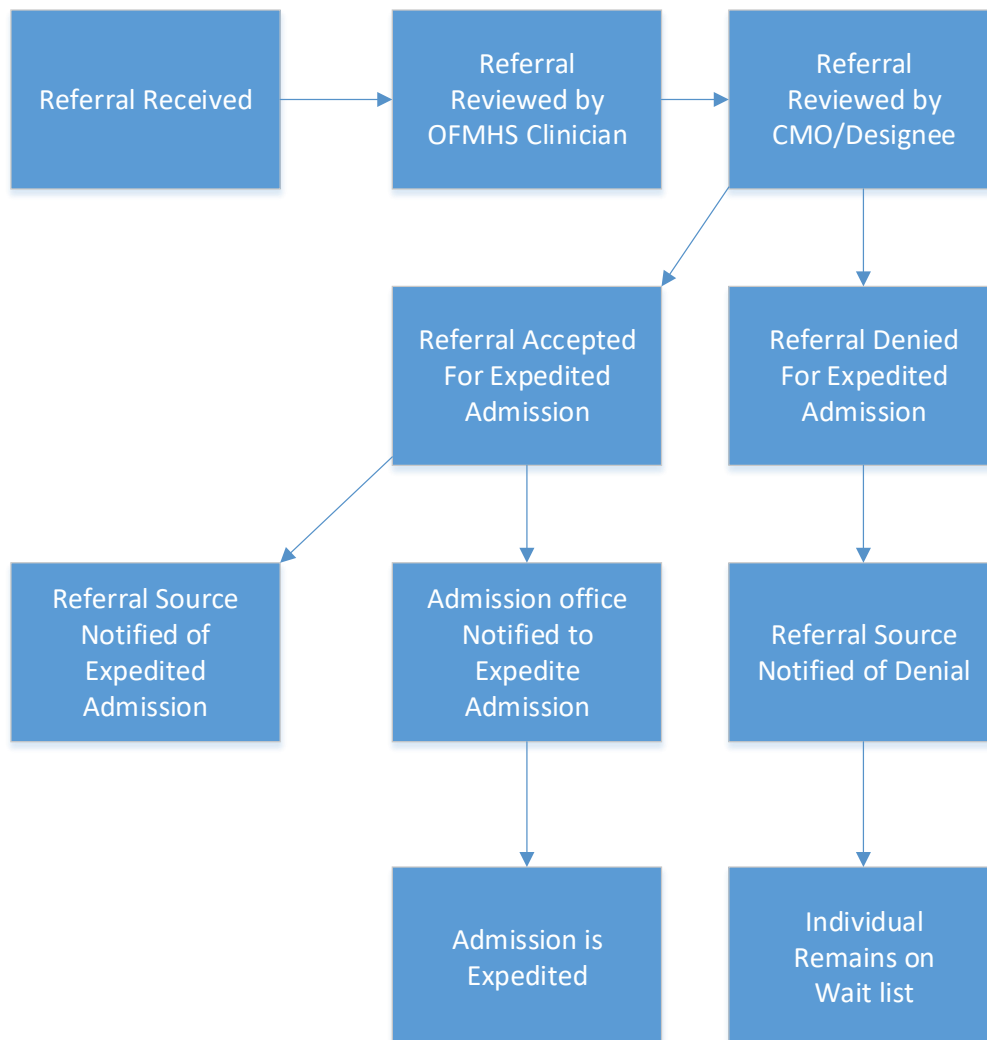 Referral Received
Referral
Reviewed by
OFMHS Clinician
Referral
Reviewed by
CMO/Designee
Referral Accepted
For Expedited
Admission
Referral Denied
For Expedited
Admission
Referral Source
Notified of
Expedited
Admission
Admission office
Notified to
Expedite
Admission
Referral Source
Notified of Denial
Admission is
Expedited
Individual
Remains on
Wait list